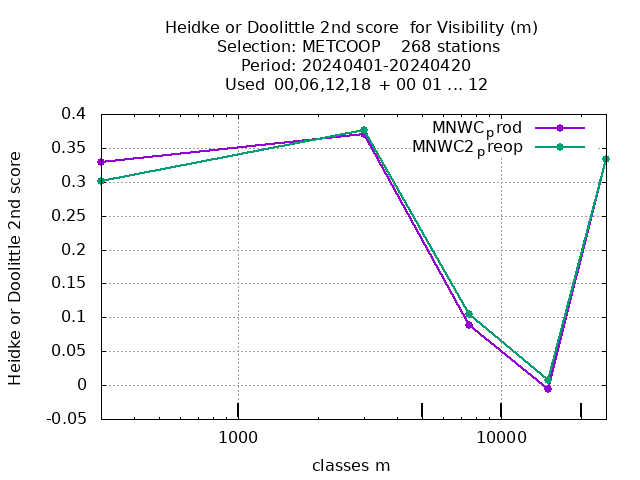 Heidke or Doolittle 2nd score  for Visibility (m)
Selection: METCOOP    268 stations
Period: 20240401-20240420
Used  00,06,12,18 + 00 01 ... 12
0.4
0.35
0.3
0.25
0.2
0.15
0.1
0.05
0
-0.05
Heidke or Doolittle 2nd score
MNWCprod
MNWC2preop
1000
10000
classes m